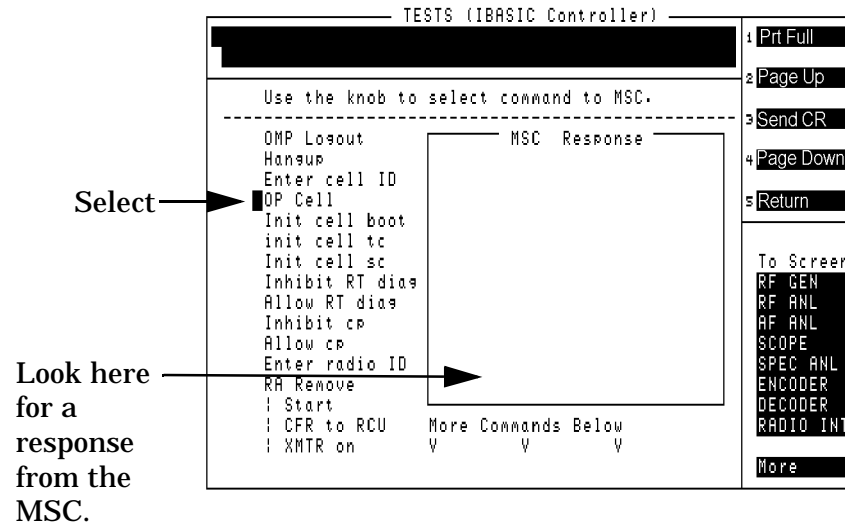 TESTS (IBASIC Controller)
Use the knob to select command to MSC.
OMP Logout
Hangup
Enter cell ID
OP Cell
Init cell boot
init cell tc
Init cell sc
Inhibit RT diag
Allow RT diag
Inhibit cp
Allow cp
Enter radio ID
RA Remove
¦ Start
¦ CFR to RCU
¦ XMTR on
MSC Response
More Commands Below
V V V
1 Prt Full
2 Page Up
3 Send CR
4 Page Down
5 Return
To Screen
RF GEN
RF ANL
AF ANL
SCOPE
SPEC ANL
ENCODER
DECODER
RADIO INT
More
Select
Look here
for a
response
from the
MSC.